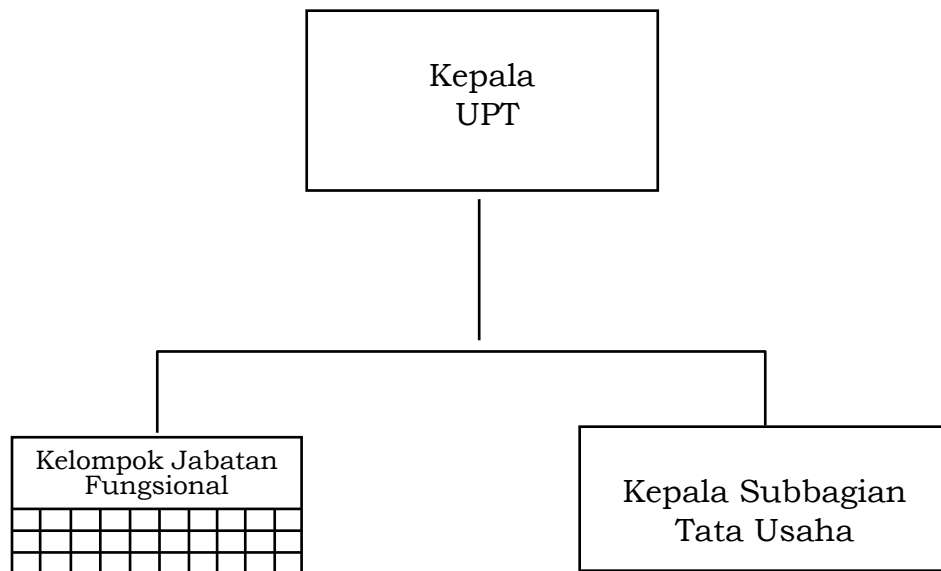 Kepala
UPT
Kelompok Jabatan
Fungsional
Kepala Subbagian
Tata Usaha